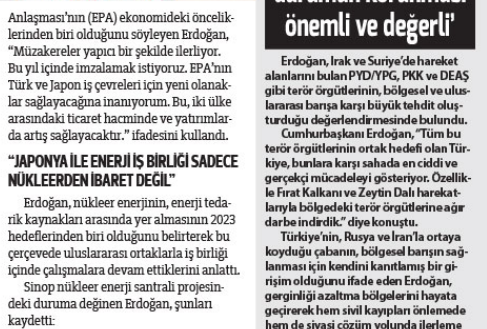 Anlaşması’nın (EPA) ekonomideki öncelik-
lerinden biri olduğunu söyleyen Erdoğan,
“Müzakereler yapıcı bir şekilde ilerliyor.
Bu yıl içinde imzalamak istiyoruz. EPA’nın
Türk ve Japon iş çevreleri için yeni olanak-
lar sağlayacağına inanıyorum. Bu, iki ülke
arasındaki ticaret hacminde ve yatırımlar-
da artış sağlayacaktır.” ifadesini kullandı.
“JAPONYA İLE ENERJİ İŞ BİRLİĞİ SADECE
NÜKLEERDEN İBARET DEĞİL”
Erdoğan, nükleer enerjinin, enerji teda-
rik kaynakları arasında yer almasının 2023
hedeflerinden biri olduğunu belirterek bu
çerçevede uluslararası ortaklarla iş birliği
içinde çalışmalara devam ettiklerini anlattı.
Sinop nükleer enerji santrali projesin-
deki duruma değinen Erdoğan, şunları
kaydetti:
önemli ve değerli’
Erdoğan, Irak ve Suriye’de hareket
alanlarını bulan PYD/YPG, PKK ve DEAŞ
gibi terör örgütlerinin, bölgesel ve ulus-
lararası barışa karşı büyük tehdit oluş-
turduğu değerlendirmesinde bulundu.
Cumhurbaşkanı Erdoğan, “Tüm bu
terör örgütlerinin ortak hedefi olan Tür-
kiye, bunlara karşı sahada en ciddi ve
gerçekçi mücadeleyi gösteriyor. Özellik-
le Fırat Kalkanı ve Zeytin Dalı harekat-
larıyla bölgedeki terör örgütlerine ağır
darbe indirdik.” diye konuştu.
Türkiye’nin, Rusya ve İran’la ortaya
koyduğu çabanın, bölgesel barışın sağ-
lanması için kendini kanıtlamış bir gi-
rişim olduğunu ifade eden Erdoğan,
gerginliği azaltma bölgelerini hayata
geçirerek hem sivil kayıpları önlemede
hem de siyasi çözüm yolunda ilerleme